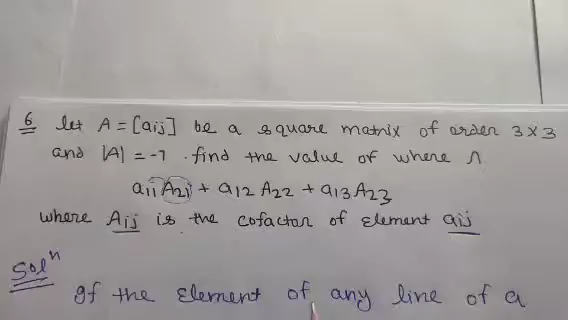 6 let A = [aij] be a square matrix of order 3×3
and |A| = -7 . find the value of where ∧
a11 A21 + a12 A22 + a13 A23
where Aij is the cofactor of element aij
Solⁿ
If the element of any line of a